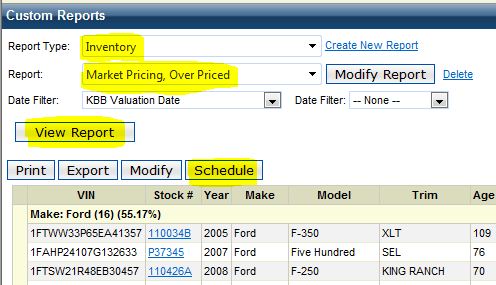 Custom Reports
Report Type: Inventory Create New Report
Report: Market Pricing, Over Priced Modify Report Delete
Date Filter: KBB Valuation Date Date Filter: -- None --
View Report
Print Export Modify Schedule
VIN Stock # Year Make Model Trim Age
Make: Ford (16) (55.17%)
1FTWW33P65EA41357 110034B 2005 Ford F-350 XLT 109
1FAHP24107G132633 P37345 2007 Ford Five Hundred SEL 76
1FTSW21R48EB30457 110426A 2008 Ford F-250 KING RANCH 70